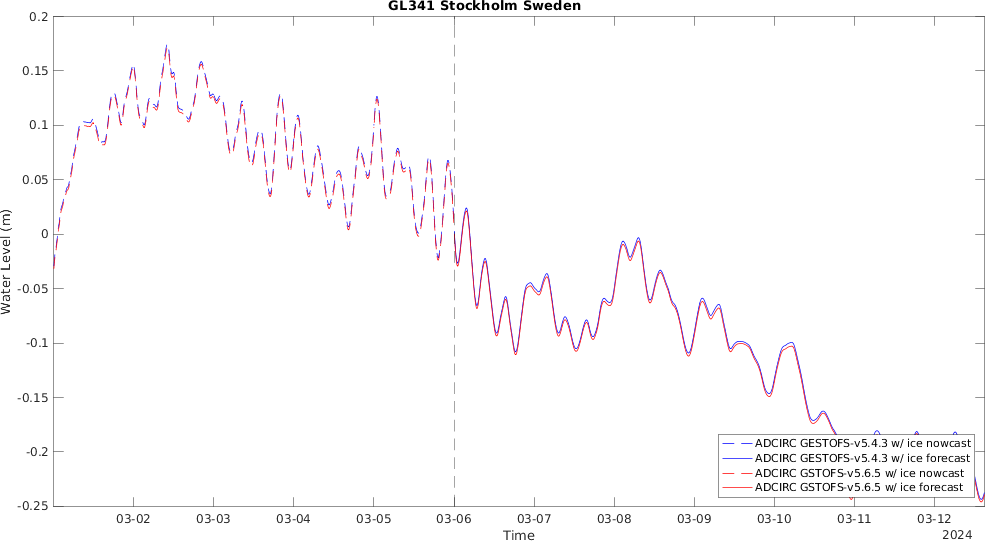 GL341 Stockholm Sweden
0.2
0.15
0.1
0.05
0
-0.05
-0.1
-0.15
-0.2
-0.25
Water Level (m)
ADCIRC GESTOFS-v5.4.3 w/ ice nowcast
ADCIRC GESTOFS-v5.4.3 w/ ice forecast
ADCIRC GSTOFS-v5.6.5 w/ ice nowcast
ADCIRC GSTOFS-v5.6.5 w/ ice forecast
03-02 03-03 03-04 03-05 03-06 03-07 03-08 03-09 03-10 03-11 03-12
Time
2024